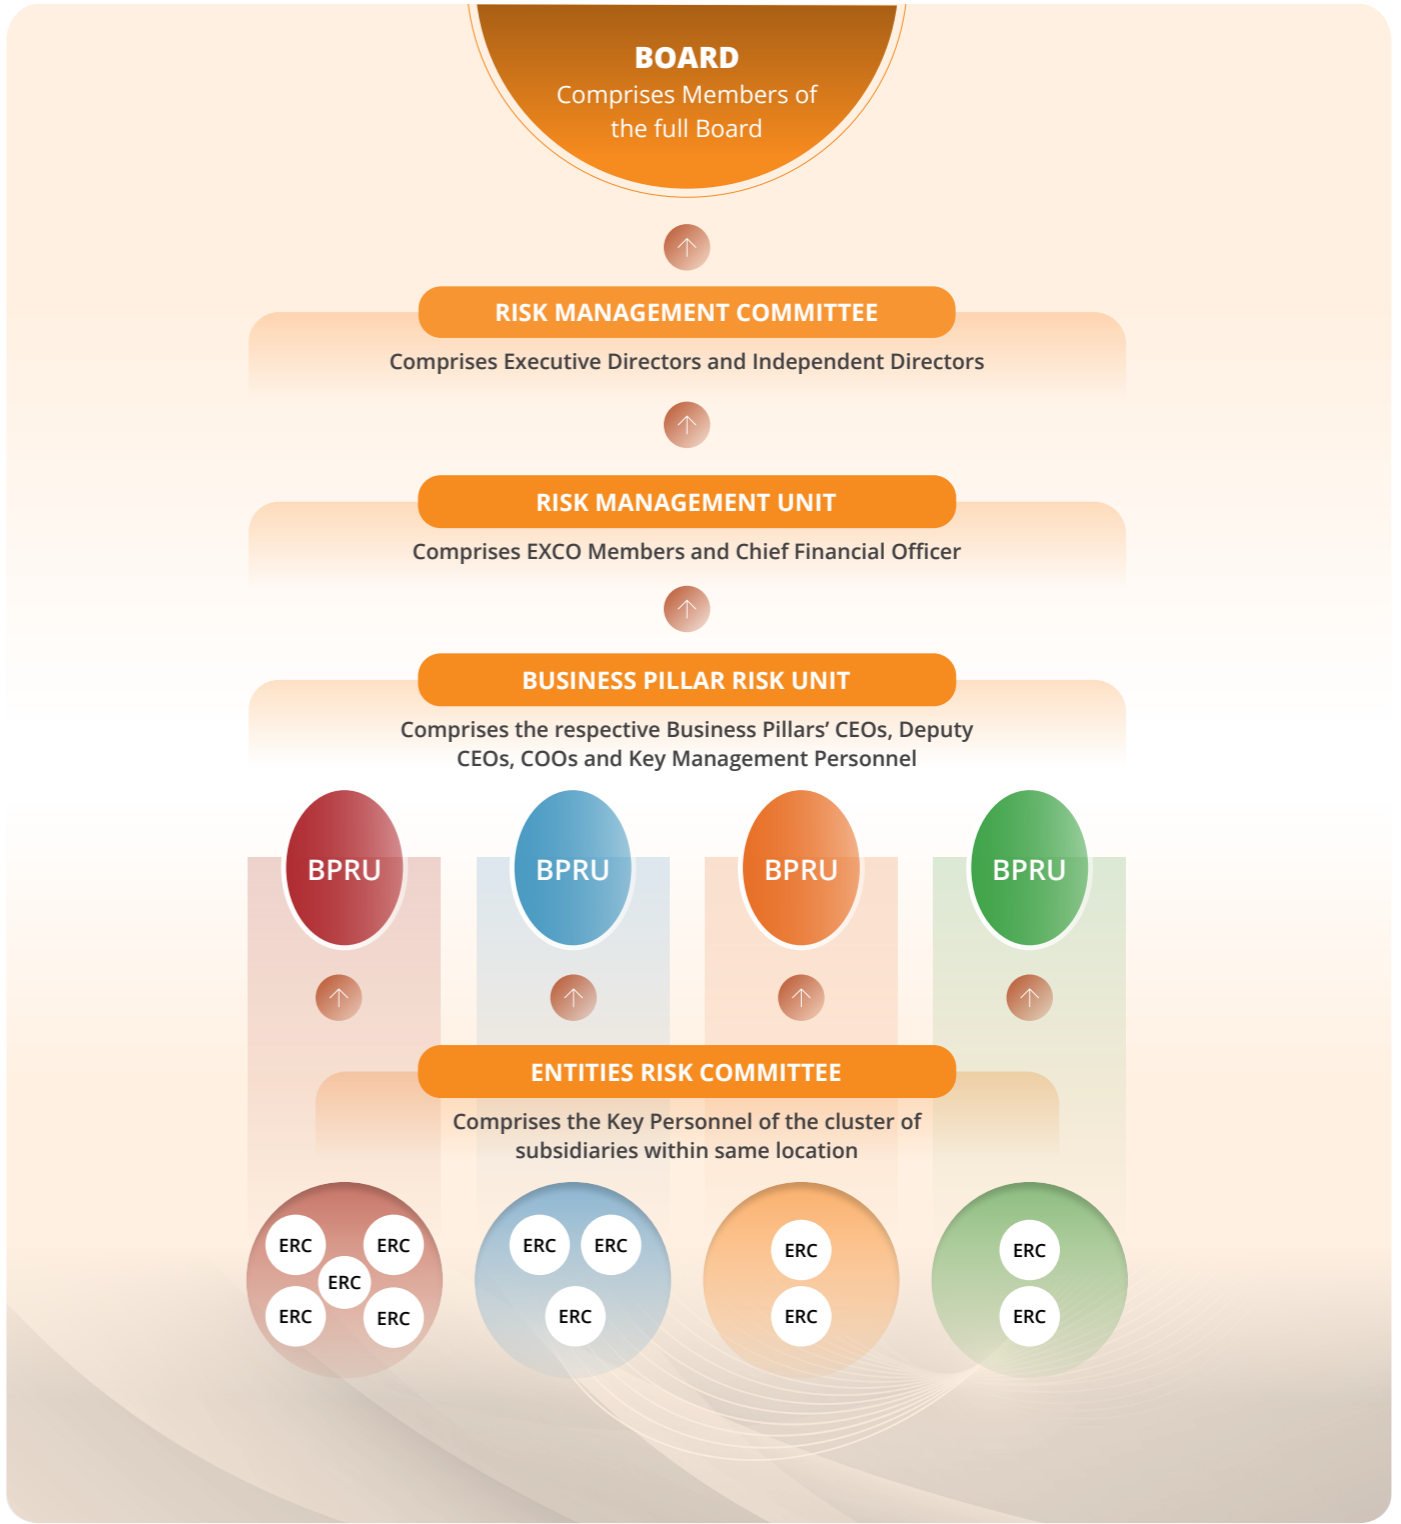 BOARD
Comprises Members of
the full Board
RISK MANAGEMENT COMMITTEE
Comprises Executive Directors and Independent Directors
RISK MANAGEMENT UNIT
Comprises EXCO Members and Chief Financial Officer
BUSINESS PILLAR RISK UNIT
Comprises the respective Business Pillars’ CEOs, Deputy
CEOs, COOs and Key Management Personnel
BPRU BPRU BPRU BPRU
ENTITIES RISK COMMITTEE
Comprises the Key Personnel of the cluster of
subsidiaries within same location
ERC ERC ERC ERC ERC
ERC ERC ERC
ERC ERC
ERC ERC